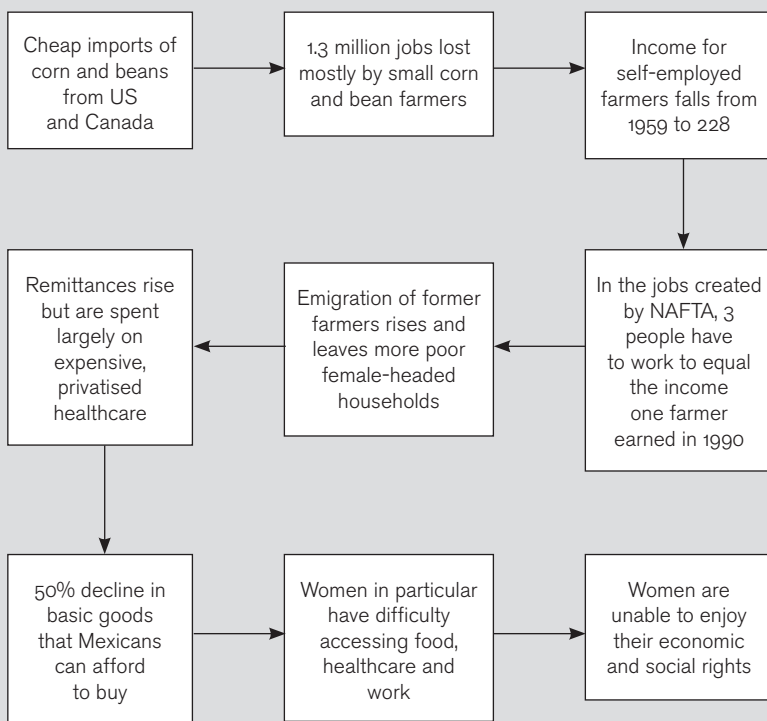 Cheap imports of
corn and beans
from US
and Canada
1.3 million jobs lost
mostly by small corn
and bean farmers
Income for
self-employed
farmers falls from
1959 to 228
In the jobs created
by NAFTA, 3
people have
to work to equal
the income
one farmer
earned in 1990
Emigration of former
farmers rises and
leaves more poor
female-headed
households
Remittances rise
but are spent
largely on
expensive,
privatised
healthcare
50% decline in
basic goods
that Mexicans
can afford
to buy
Women in particular
have difficulty
accessing food,
healthcare and
work
Women are
unable to enjoy
their economic
and social rights